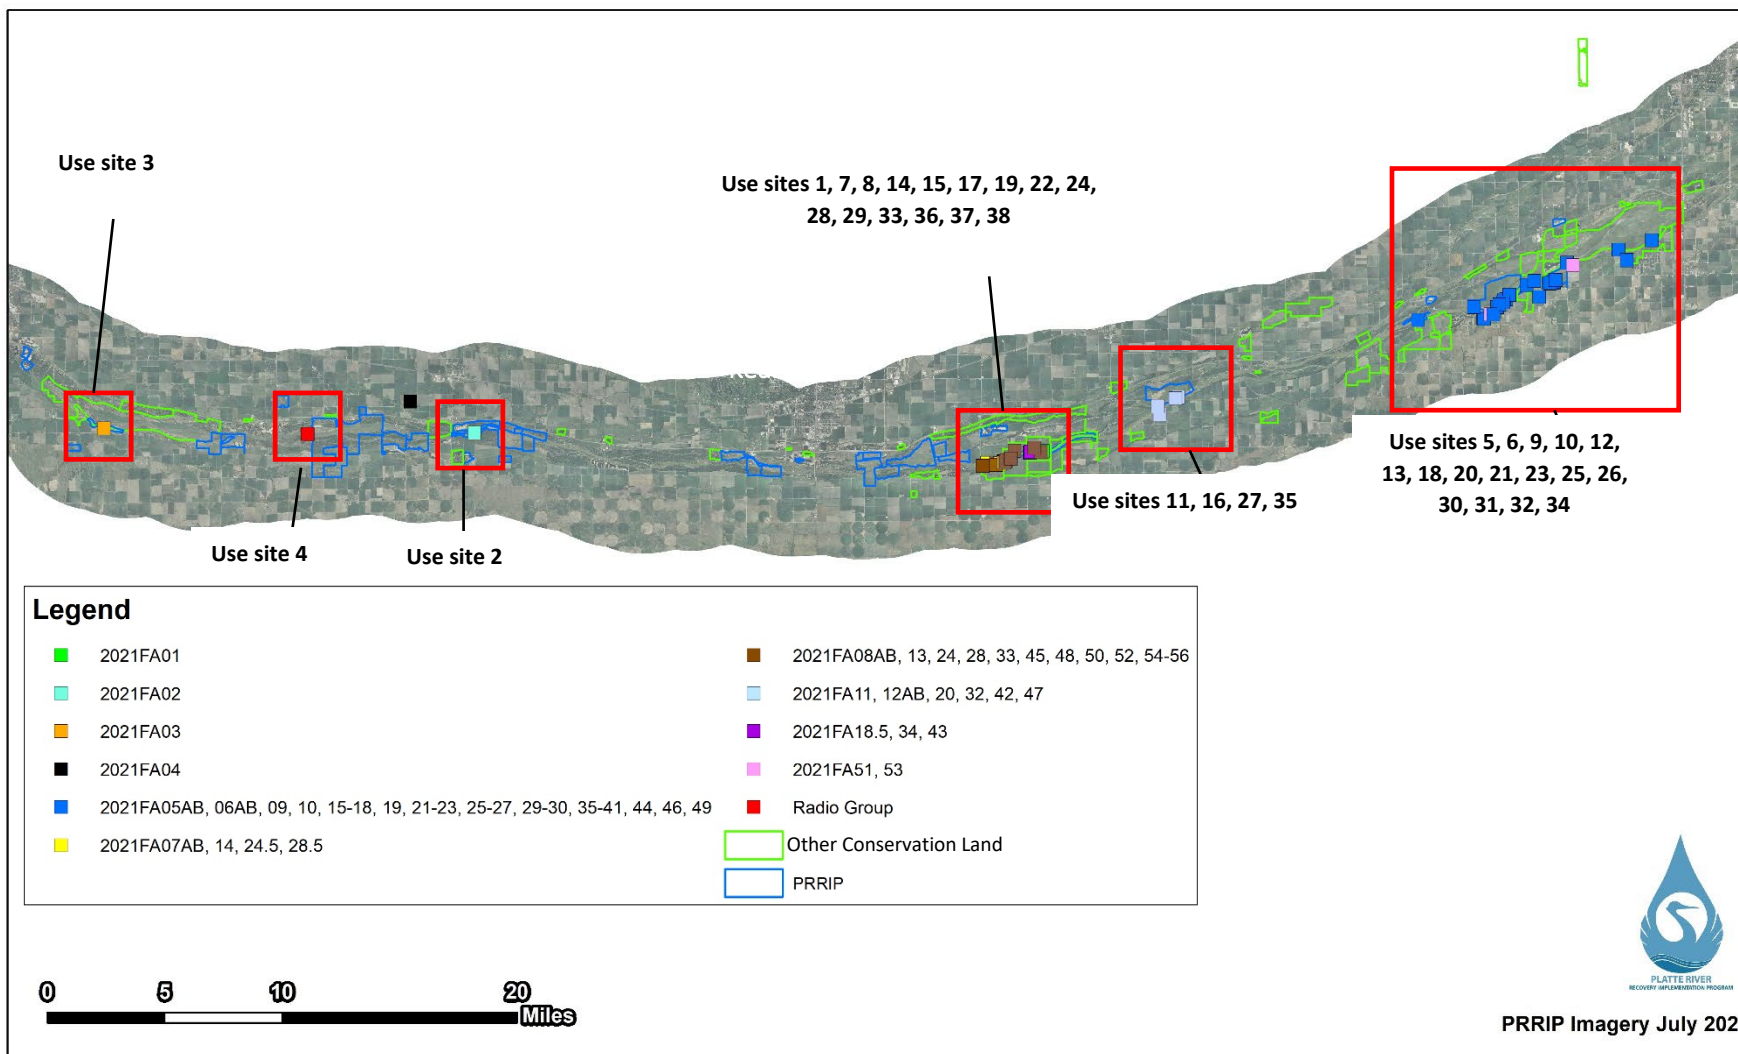 Use site 3
Use sites 1, 7, 8, 14, 15, 17, 19, 22, 24,
28, 29, 33, 36, 37, 38
Use sites 5, 6, 9, 10, 12,
13, 18, 20, 21, 23, 25, 26,
30, 31, 32, 34
Use sites 11, 16, 27, 35
Use site 4
Use site 2
Legend
2021FA01
2021FA02
2021FA03
2021FA04
2021FA05AB, 06AB, 09, 10, 15-18, 19, 21-23, 25-27, 29-30, 35-41, 44, 46, 49
2021FA07AB, 14, 24.5, 28.5
2021FA08AB, 13, 24, 28, 33, 45, 48, 50, 52, 54-56
2021FA11, 12AB, 20, 32, 42, 47
2021FA18.5, 34, 43
2021FA51, 53
Radio Group
Other Conservation Land
PRRIP
0 5 10 20
Miles
PLATTE RIVER
RECOVERY IMPLEMENTATION PROGRAM
PRRIP Imagery July 202